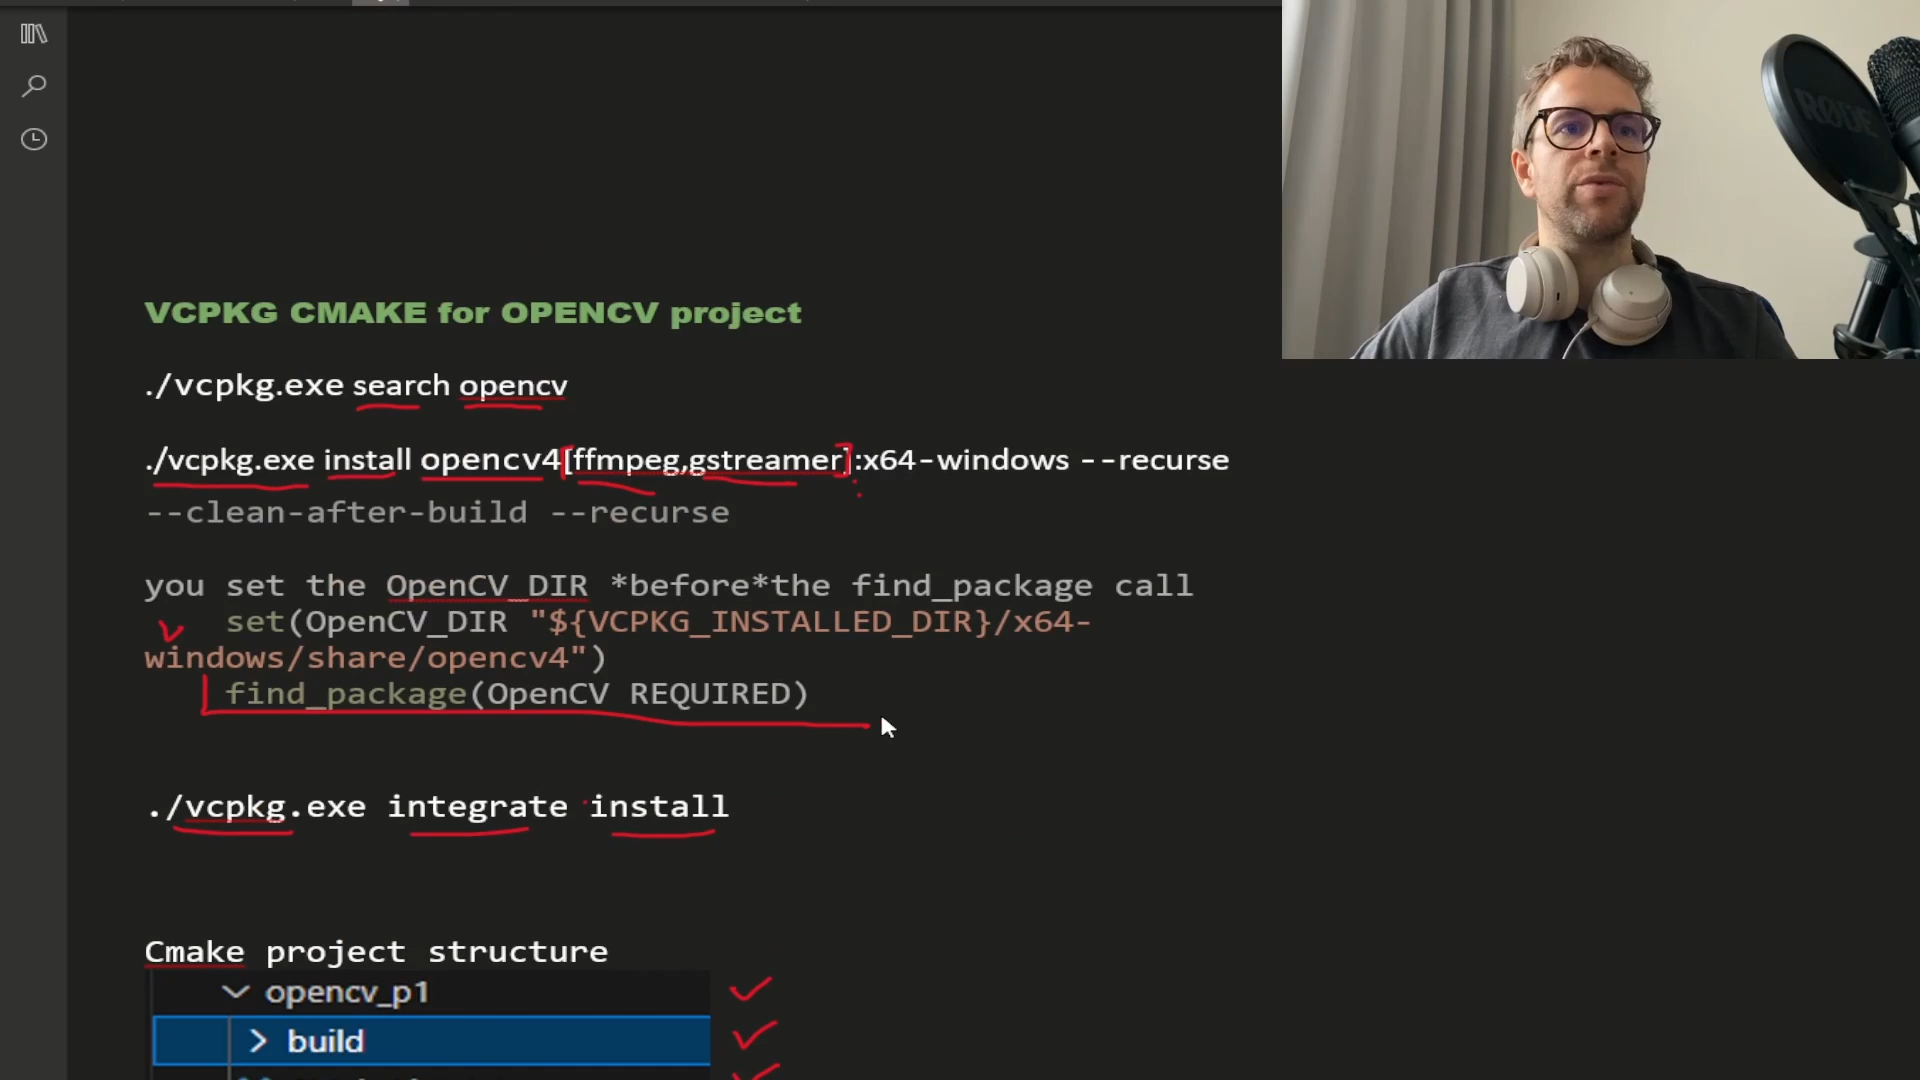 RØDE
VCPKG CMAKE for OPENCV project
./vcpkg.exe search opencv
./vcpkg.exe install opencv4[ffmpeg,gstreamer]:x64-windows --recurse
--clean-after-build --recurse
you set the OpenCV_DIR *before*the find_package call
set(OpenCV_DIR "${VCPKG_INSTALLED_DIR}/x64-
windows/share/opencv4")
find_package(OpenCV REQUIRED)
./vcpkg.exe integrate install
Cmake project structure
opencv_p1
build